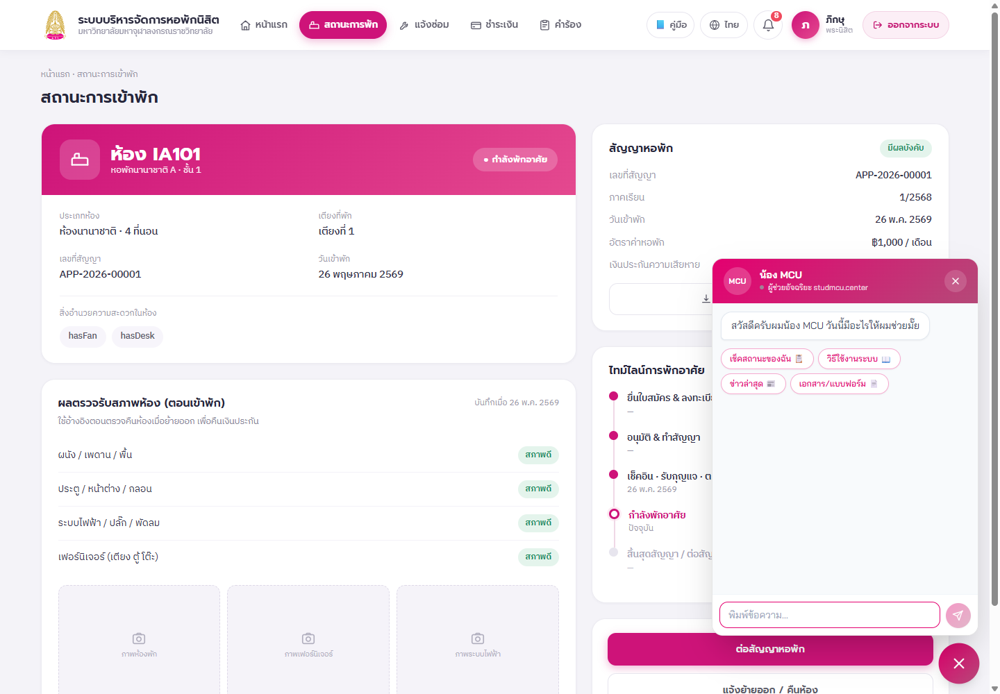 ระบบบริหารจัดการหอพักนิสิต
มหาวิทยาลัยมหาจุฬาลงกรณราชวิทยาลัย
หน้าแรก
สถานะการพัก
แจ้งซ่อม
ชำระเงิน
คำร้อง
คู่มือ
ไทย
8
ภ
ภิกษุ
พระนิสิต
ออกจากระบบ
หน้าแรก · สถานะการเข้าพัก
สถานะการเข้าพัก
ห้อง IA101
หอพักนานาชาติ A · ชั้น 1
กำลังพักอาศัย
ประเภทห้อง
ห้องนานาชาติ · 4 ที่นอน
เตียงที่พัก
เตียงที่ 1
เลขที่สัญญา
APP-2026-00001
วันเข้าพัก
26 พฤษภาคม 2569
สิ่งอำนวยความสะดวกในห้อง
hasFan
hasDesk
ผลตรวจรับสภาพห้อง (ตอนเข้าพัก)
บันทึกเมื่อ 26 พ.ค. 2569
ใช้อ้างอิงตอนตรวจคืนห้องเมื่อย้ายออก เพื่อคืนเงินประกัน
ผนัง / เพดาน / พื้น
สภาพดี
ประตู / หน้าต่าง / กลอน
สภาพดี
ระบบไฟฟ้า / ปลั๊ก / พัดลม
สภาพดี
เฟอร์นิเจอร์ (เตียง ตู้ โต๊ะ)
สภาพดี
ภาพห้องพัก
ภาพเฟอร์นิเจอร์
ภาพระบบไฟฟ้า
สัญญาหอพัก
มีผลบังคับ
เลขที่สัญญา
APP-2026-00001
ภาคเรียน
1/2568
วันเข้าพัก
26 พ.ค. 2569
อัตราค่าหอพัก
฿1,000 / เดือน
เงินประกันความเสียหาย
ไทม์ไลน์การพักอาศัย
ยื่นใบสมัคร & ลงทะเบี
—
อนุมัติ & ทำสัญญา
—
เช็คอิน · รับกุญแจ · ต
26 พ.ค. 2569
กำลังพักอาศัย
ปัจจุบัน
สิ้นสุดสัญญา / ต่อสัญ
—
ต่อสัญญาหอพัก
แจ้งย้ายออก / คืนห้อง
MCU
น้อง MCU
ผู้ช่วยอัจฉริยะ studmcu.center
สวัสดีครับผมน้อง MCU วันนี้มีอะไรให้ผมช่วยมั๊ย
เช็คสถานะของฉัน
วิธีใช้งานระบบ
ข่าวล่าสุด
เอกสาร/แบบฟอร์ม
พิมพ์ข้อความ...